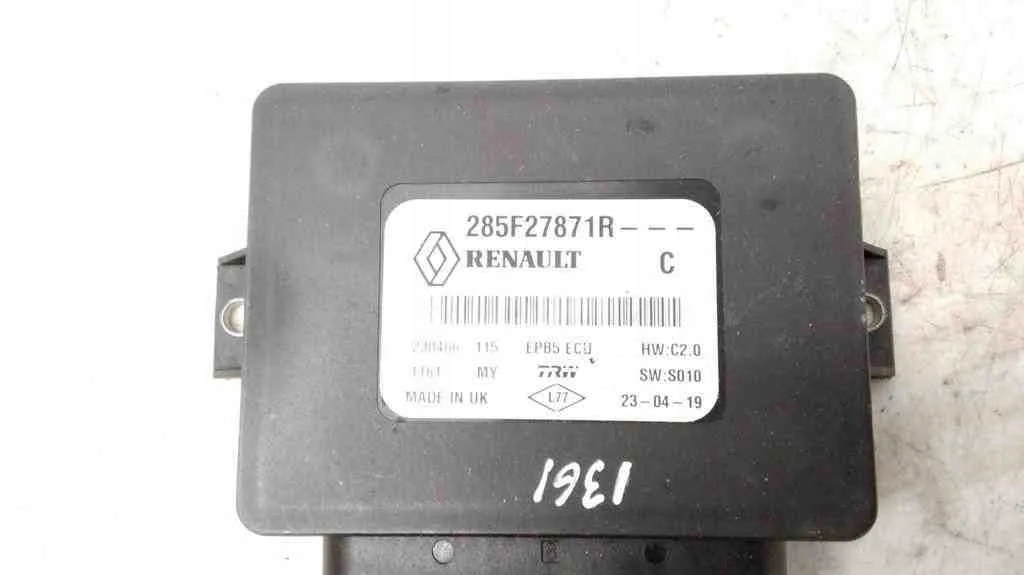 285F27871R---
RENAULT C
115 EPB5 ECU HW:C2.0
MY TRW SW:S010
MADE IN UK L77 23-04-19
1361